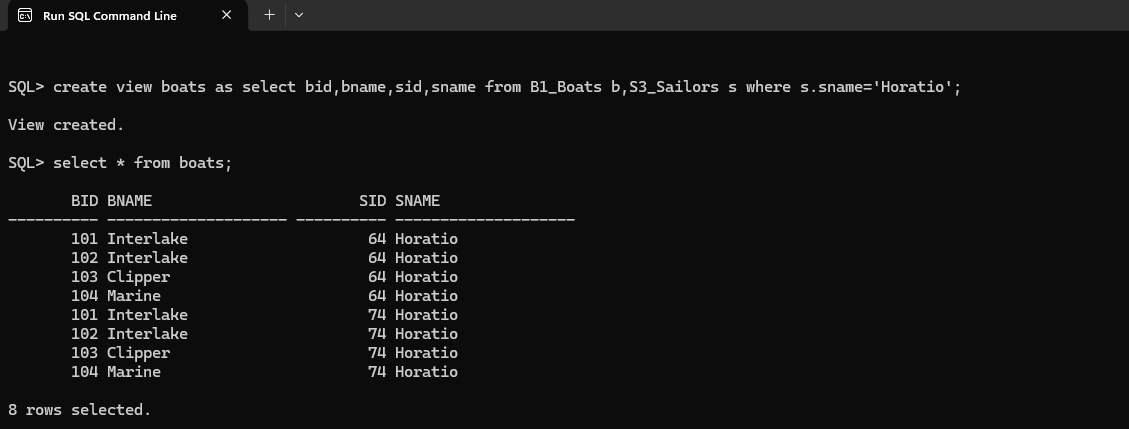 Run SQL Command Line
SQL> create view boats as select bid,bname,sid,sname from B1_Boats b,S3_Sailors s where s.sname='Horatio';
View created.
SQL> select * from boats;
BID BNAME SID SNAME
---------- -------------------- ---------- --------------------
101 Interlake 64 Horatio
102 Interlake 64 Horatio
103 Clipper 64 Horatio
104 Marine 64 Horatio
101 Interlake 74 Horatio
102 Interlake 74 Horatio
103 Clipper 74 Horatio
104 Marine 74 Horatio
8 rows selected.